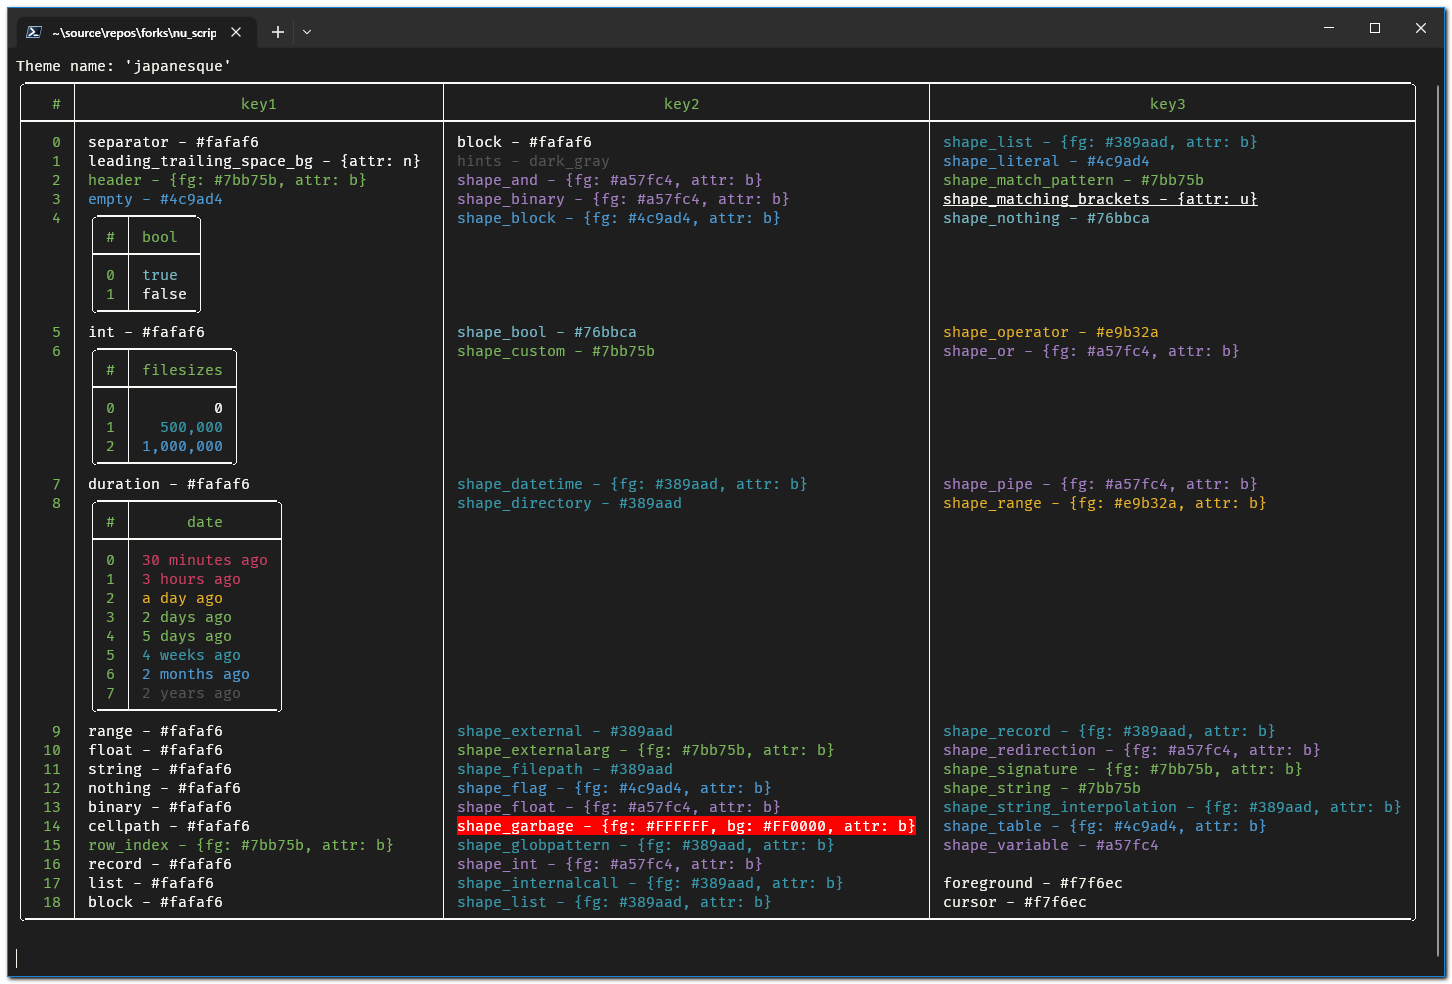 ~\source\repos\forks\nu_scrip
Theme name: 'japanesque'
# key1 key2 key3
0 separator - #fafaf6 block - #fafaf6 shape_list - {fg: #389aad, attr: b}
1 leading_trailing_space_bg - {attr: n} hints - dark_gray shape_literal - #4c9ad4
2 header - {fg: #7bb75b, attr: b} shape_and - {fg: #a57fc4, attr: b} shape_match_pattern - #7bb75b
3 empty - #4c9ad4 shape_binary - {fg: #a57fc4, attr: b} shape_matching_brackets - {attr: u}
4 shape_block - {fg: #4c9ad4, attr: b} shape_nothing - #76bbca
# bool
0 true
1 false
5 int - #fafaf6 shape_bool - #76bbca shape_operator - #e9b32a
6 shape_custom - #7bb75b shape_or - {fg: #a57fc4, attr: b}
# filesizes
0 0
1 500,000
2 1,000,000
7 duration - #fafaf6 shape_datetime - {fg: #389aad, attr: b} shape_pipe - {fg: #a57fc4, attr: b}
8 shape_directory - #389aad shape_range - {fg: #e9b32a, attr: b}
# date
0 30 minutes ago
1 3 hours ago
2 a day ago
3 2 days ago
4 5 days ago
5 4 weeks ago
6 2 months ago
7 2 years ago
9 range - #fafaf6 shape_external - #389aad shape_record - {fg: #389aad, attr: b}
10 float - #fafaf6 shape_externalarg - {fg: #7bb75b, attr: b} shape_redirection - {fg: #a57fc4, attr: b}
11 string - #fafaf6 shape_filepath - #389aad shape_signature - {fg: #7bb75b, attr: b}
12 nothing - #fafaf6 shape_flag - {fg: #4c9ad4, attr: b} shape_string - #7bb75b
13 binary - #fafaf6 shape_float - {fg: #a57fc4, attr: b} shape_string_interpolation - {fg: #389aad, attr: b}
14 cellpath - #fafaf6 shape_garbage - {fg: #FFFFFF, bg: #FF0000, attr: b} shape_table - {fg: #4c9ad4, attr: b}
15 row_index - {fg: #7bb75b, attr: b} shape_globpattern - {fg: #389aad, attr: b} shape_variable - #a57fc4
16 record - #fafaf6 shape_int - {fg: #a57fc4, attr: b}
17 list - #fafaf6 shape_internalcall - {fg: #389aad, attr: b} foreground - #f7f6ec
18 block - #fafaf6 shape_list - {fg: #389aad, attr: b} cursor - #f7f6ec